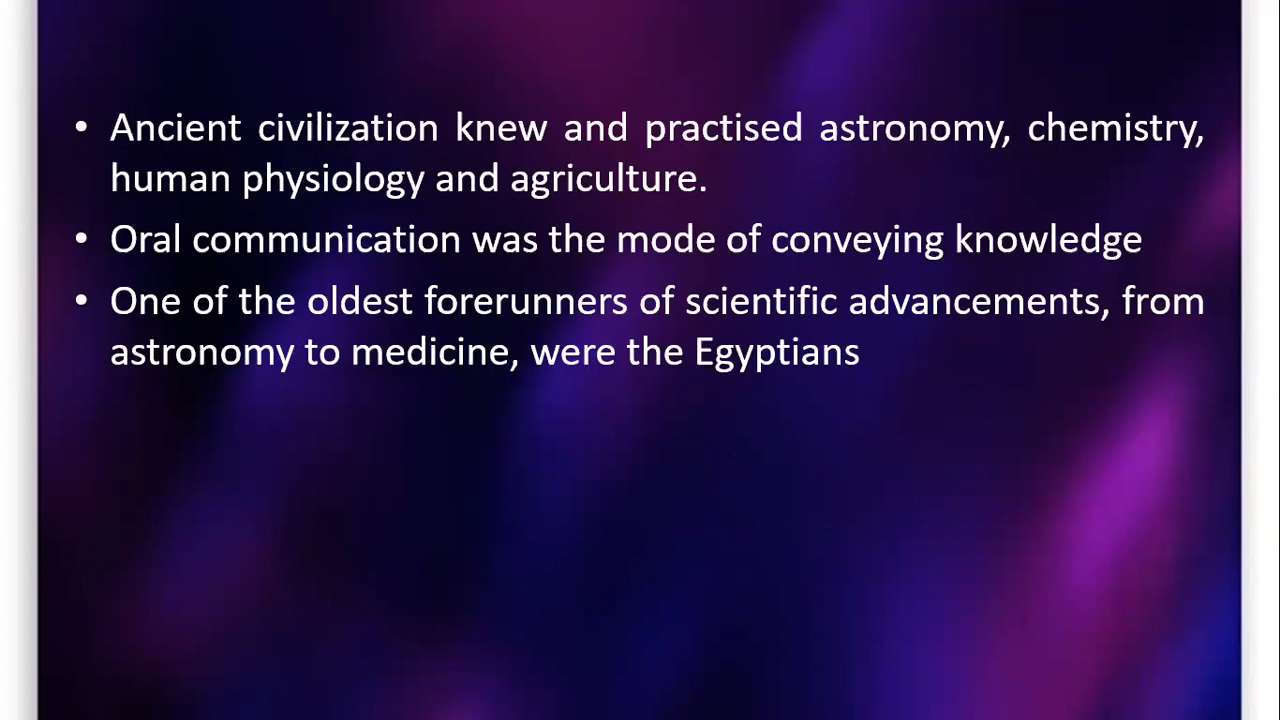 • Ancient civilization knew and practised astronomy, chemistry,
human physiology and agriculture.
• Oral communication was the mode of conveying knowledge
• One of the oldest forerunners of scientific advancements, from
astronomy to medicine, were the Egyptians